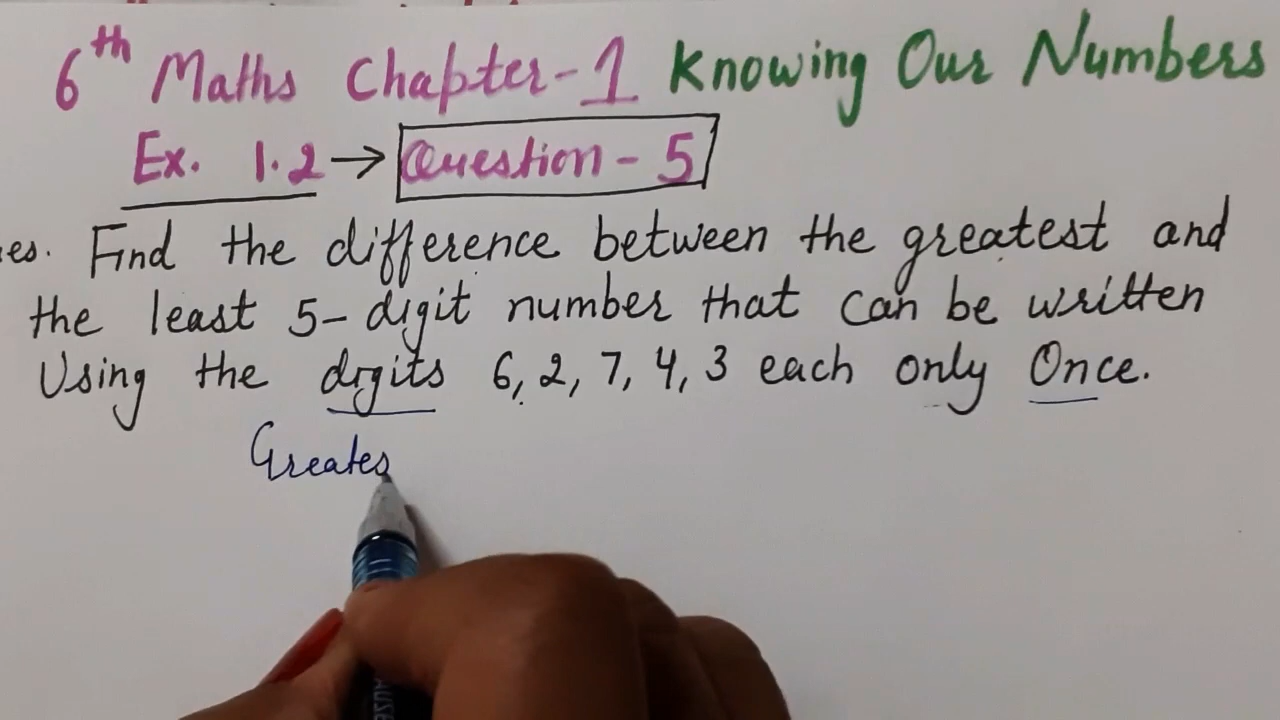 6th Maths Chapter-1 Knowing Our Numbers
Ex. 1.2 → Question - 5
es. Find the difference between the greatest and
the least 5-digit number that can be written
Using the digits 6, 2, 7, 4, 3 each only Once.
Greates